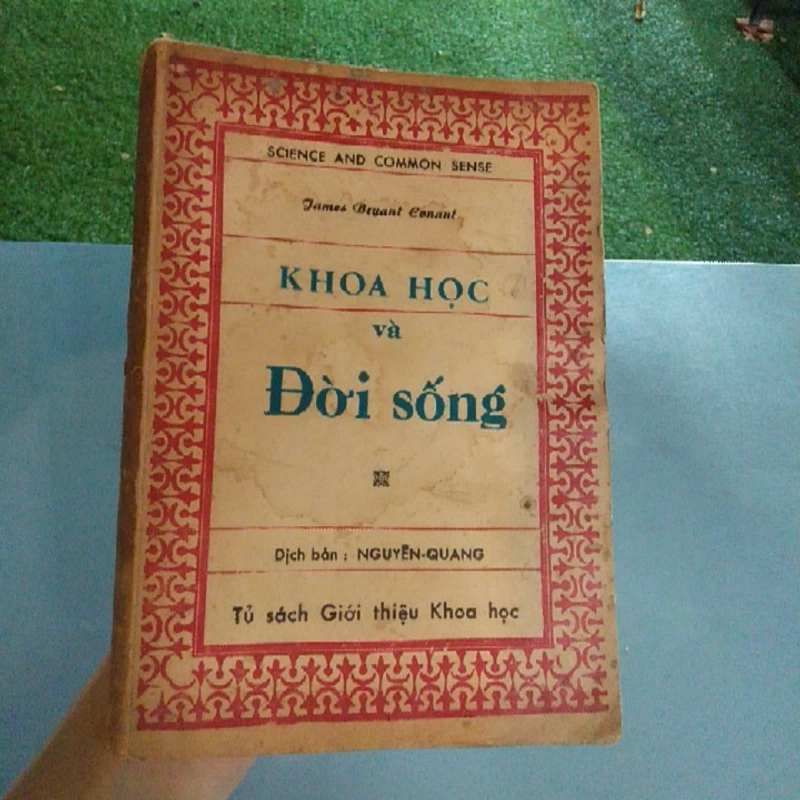 SCIENCE AND COMMON SENSE
James Bryant Conant
KHOA HỌC
và
Đời sống
Dịch bản : NGUYỄN-QUANG
Tủ sách Giới thiệu Khoa học